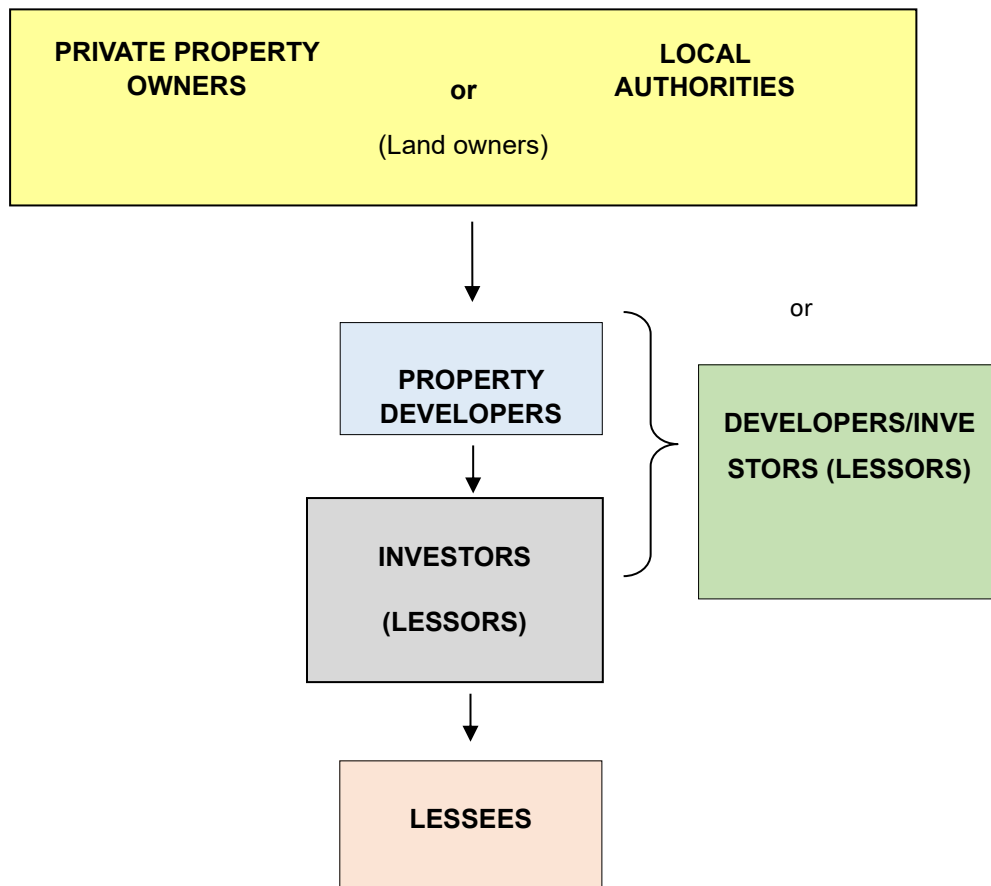 PRIVATE PROPERTY
OWNERS
or
LOCAL
AUTHORITIES
(Land owners)
or
PROPERTY
DEVELOPERS
DEVELOPERS/INVE
STORS (LESSORS)
INVESTORS
(LESSORS)
LESSEES